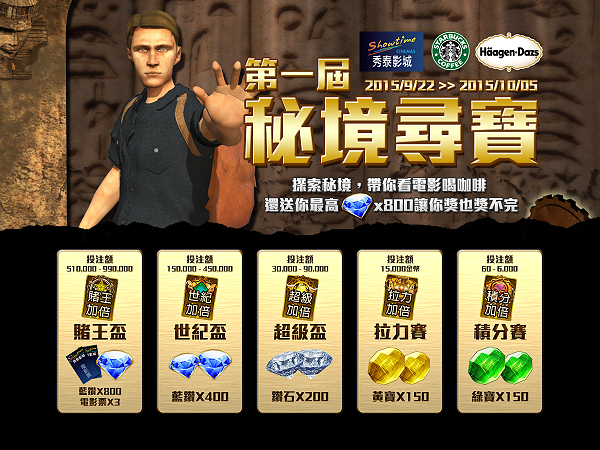 Showtime
CINEMAS
秀泰影城
STARBUCKS
COFFEE
Häagen-Dazs
第一屆
2015/9/22 >> 2015/10/05
秘境尋寶
探索秘境，帶你看電影喝咖啡
還送你最高 x800讓你獎也獎不完
投注額
510,000 - 990,000
賭王
加倍
賭王盃
藍鑽X800
電影票X3
投注額
150,000 - 450,000
世紀
加倍
世紀盃
藍鑽X400
投注額
30,000 - 90,000
超級
加倍
超級盃
鑽石X200
投注額
15,000金幣
拉力
加倍
拉力賽
黃寶X150
投注額
60 - 6,000
積分
加倍
積分賽
綠寶X150